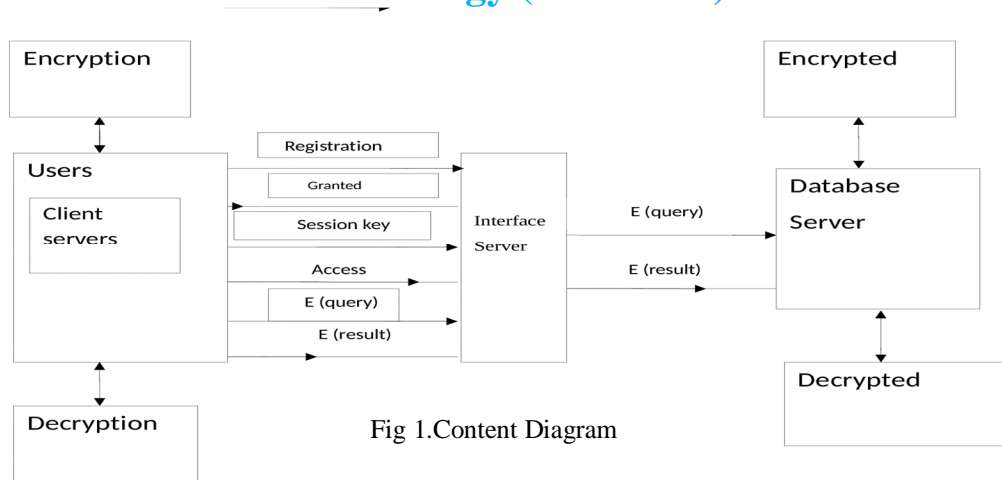 Encryption
Encrypted
Registration
Users
Granted
Client
servers
Session key
Interface
Server
Access
E (query)
E (result)
E (query)
E (result)
Database
Server
Decryption
Decrypted
Fig 1.Content Diagram